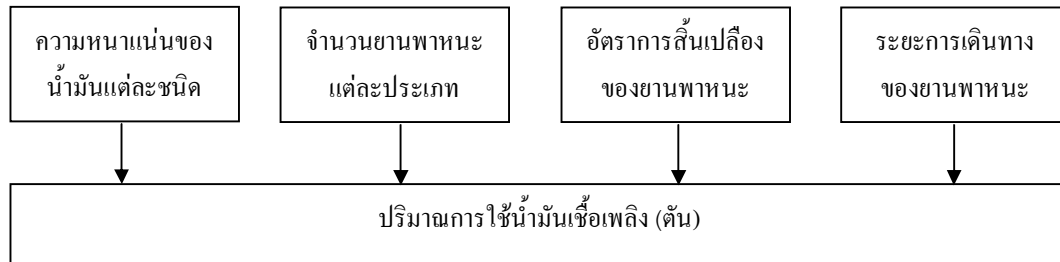 ความหนาแน่นของ
น้ำมันแต่ละชนิด
จำนวนยานพาหนะ
แต่ละประเภท
อัตราการสิ้นเปลือง
ของยานพาหนะ
ระยะการเดินทาง
ของยานพาหนะ
ปริมาณการใช้น้ำมันเชื้อเพลิง (ตัน)